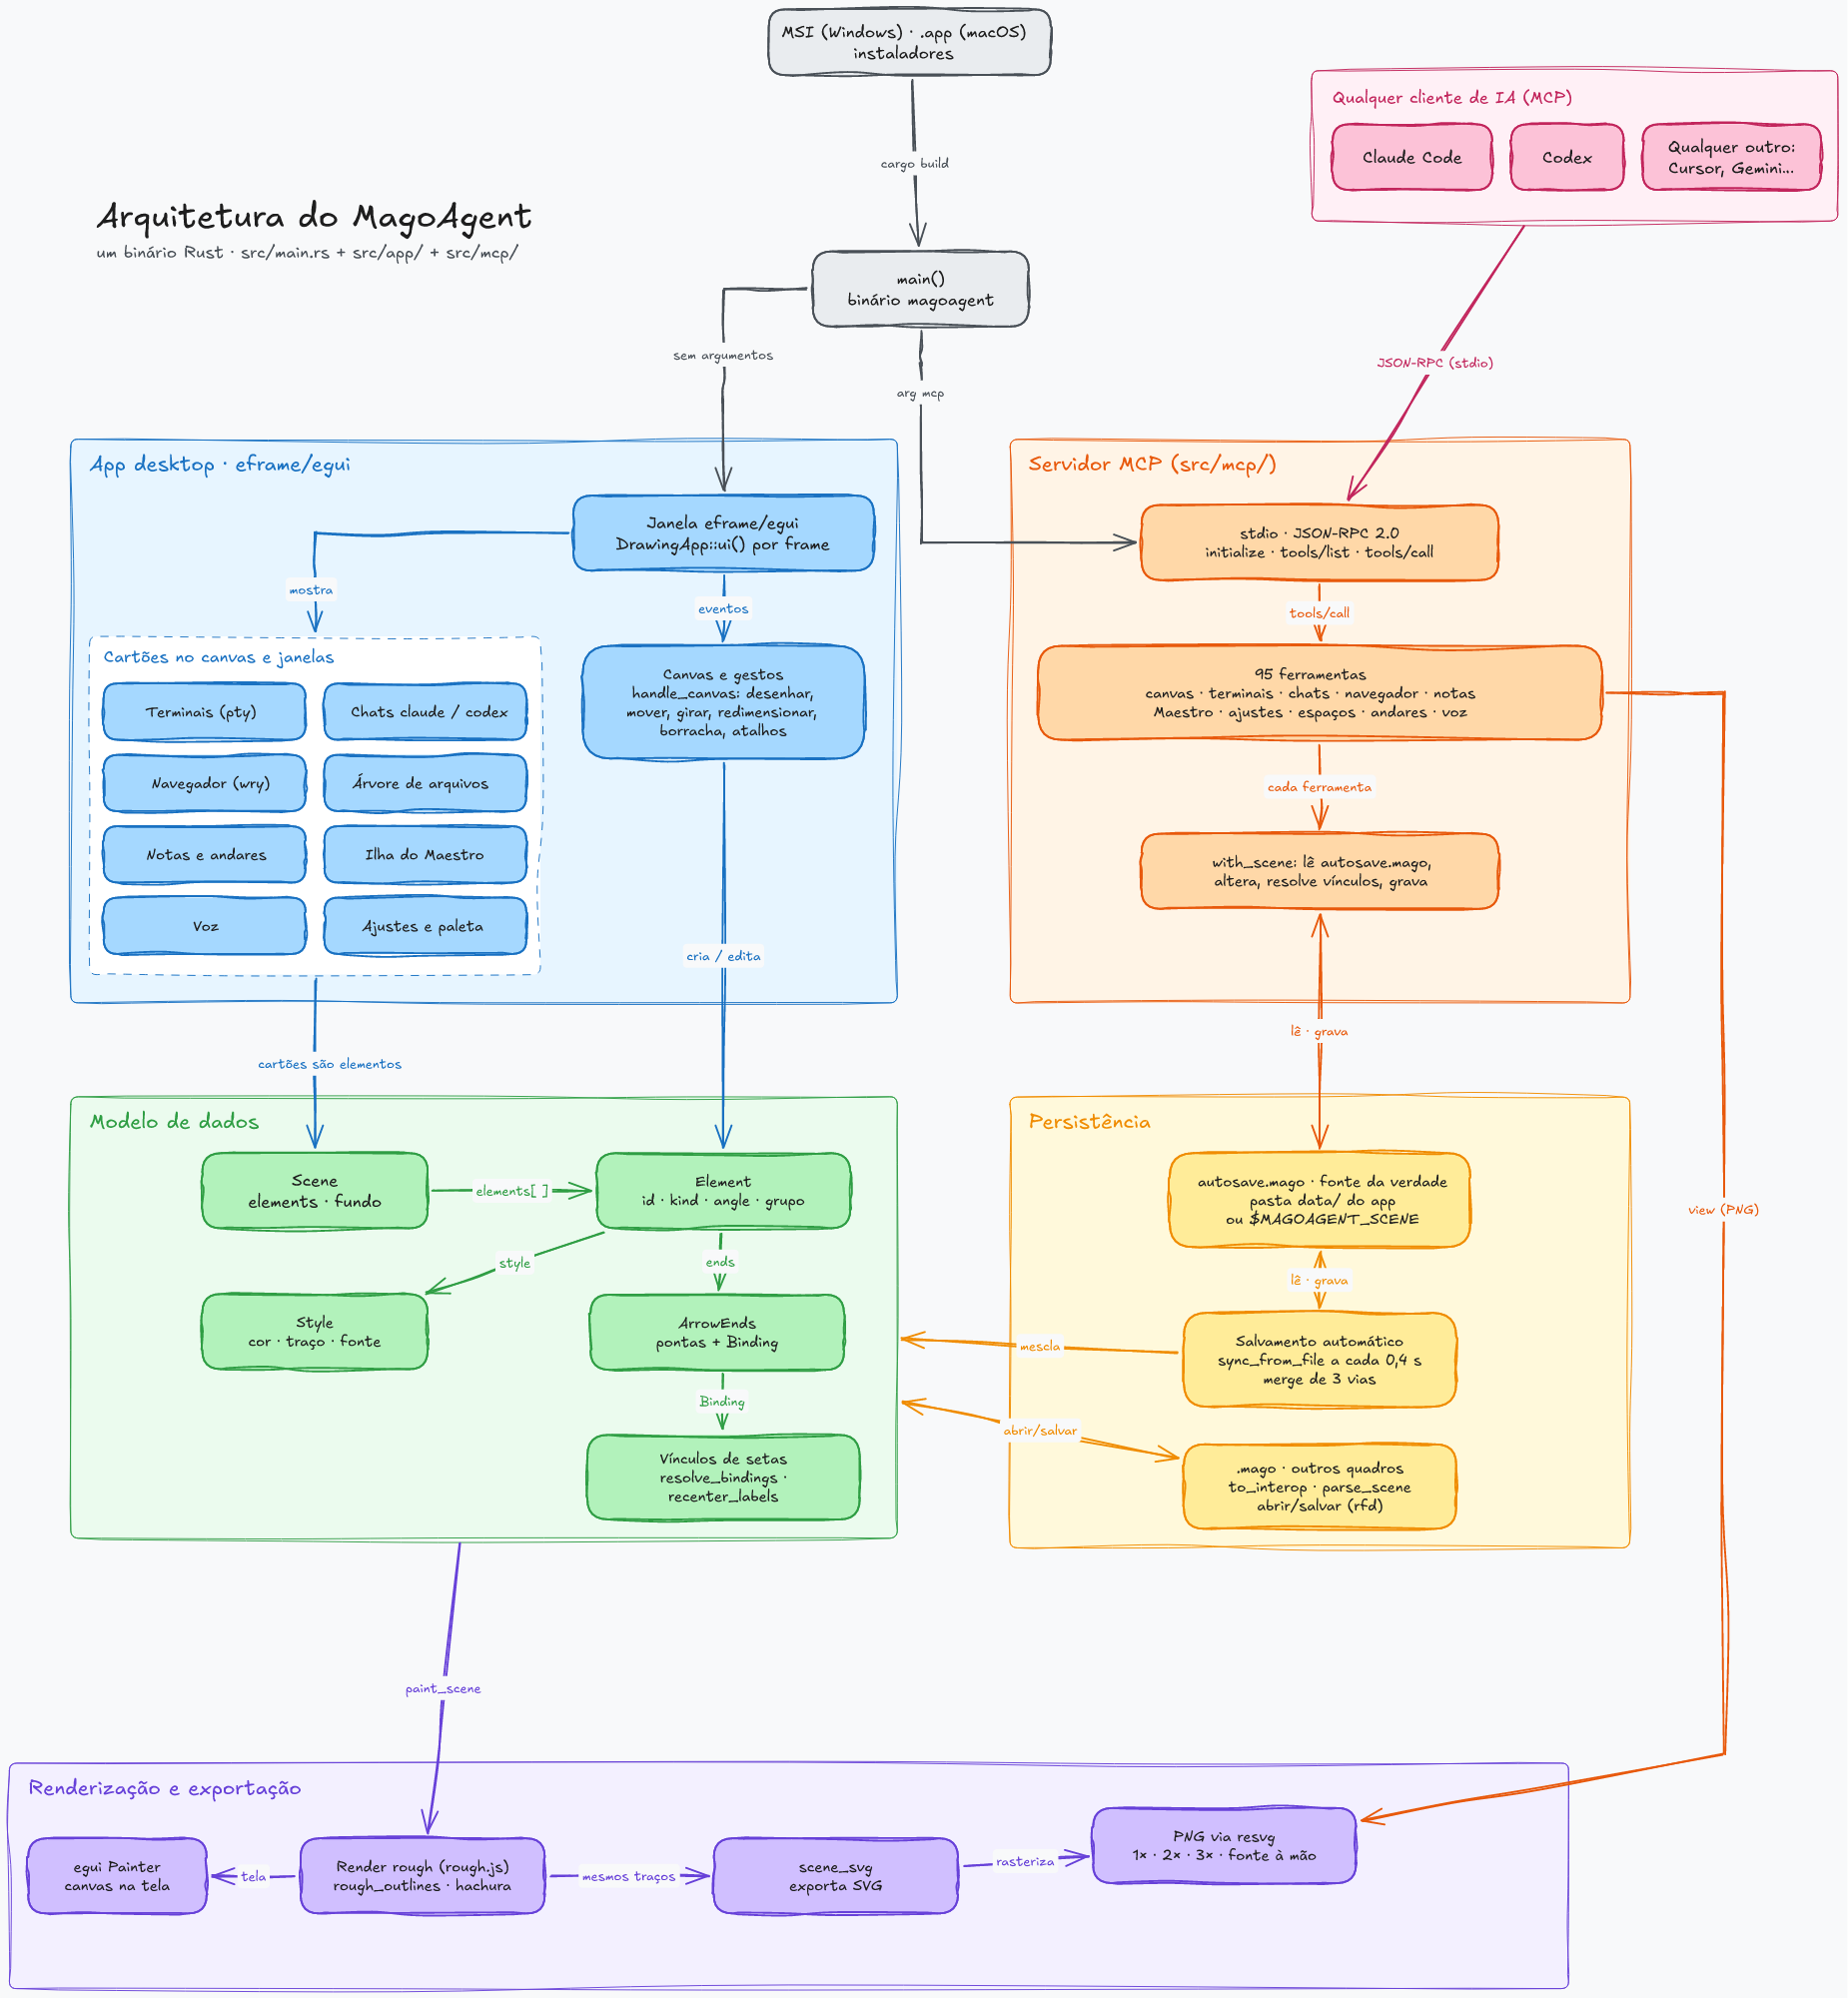 MSI (Windows) · .app (macOS)
instaladores
Qualquer cliente de IA (MCP)
Claude Code
Codex
Qualquer outro:
Cursor, Gemini...
cargo build
Arquitetura do MagoAgent
um binário Rust · src/main.rs + src/app/ + src/mcp/
main()
binário magoagent
sem argumentos
arg mcp
JSON-RPC (stdio)
App desktop · eframe/egui
Janela eframe/egui
DrawingApp::ui() por frame
mostra
eventos
Cartões no canvas e janelas
Terminais (pty)
Chats claude / codex
Navegador (wry)
Árvore de arquivos
Notas e andares
Ilha do Maestro
Voz
Ajustes e paleta
Canvas e gestos
handle_canvas: desenhar,
mover, girar, redimensionar,
borracha, atalhos
cria / edita
cartões são elementos
Servidor MCP (src/mcp/)
stdio · JSON-RPC 2.0
initialize · tools/list · tools/call
tools/call
95 ferramentas
canvas · terminais · chats · navegador · notas
Maestro · ajustes · espaços · andares · voz
cada ferramenta
with_scene: lê autosave.mago,
altera, resolve vínculos, grava
lê · grava
view (PNG)
Modelo de dados
Scene
elements · fundo
elements[ ]
Element
id · kind · angle · grupo
style
ends
Style
cor · traço · fonte
ArrowEnds
pontas + Binding
Binding
Vínculos de setas
resolve_bindings ·
recenter_labels
Persistência
autosave.mago · fonte da verdade
pasta data/ do app
ou $MAGOAGENT_SCENE
lê · grava
Salvamento automático
sync_from_file a cada 0,4 s
merge de 3 vias
mescla
abrir/salvar
.mago · outros quadros
to_interop · parse_scene
abrir/salvar (rfd)
paint_scene
Renderização e exportação
egui Painter
canvas na tela
tela
Render rough (rough.js)
rough_outlines · hachura
mesmos traços
scene_svg
exporta SVG
rasteriza
PNG via resvg
1× · 2× · 3× · fonte à mão